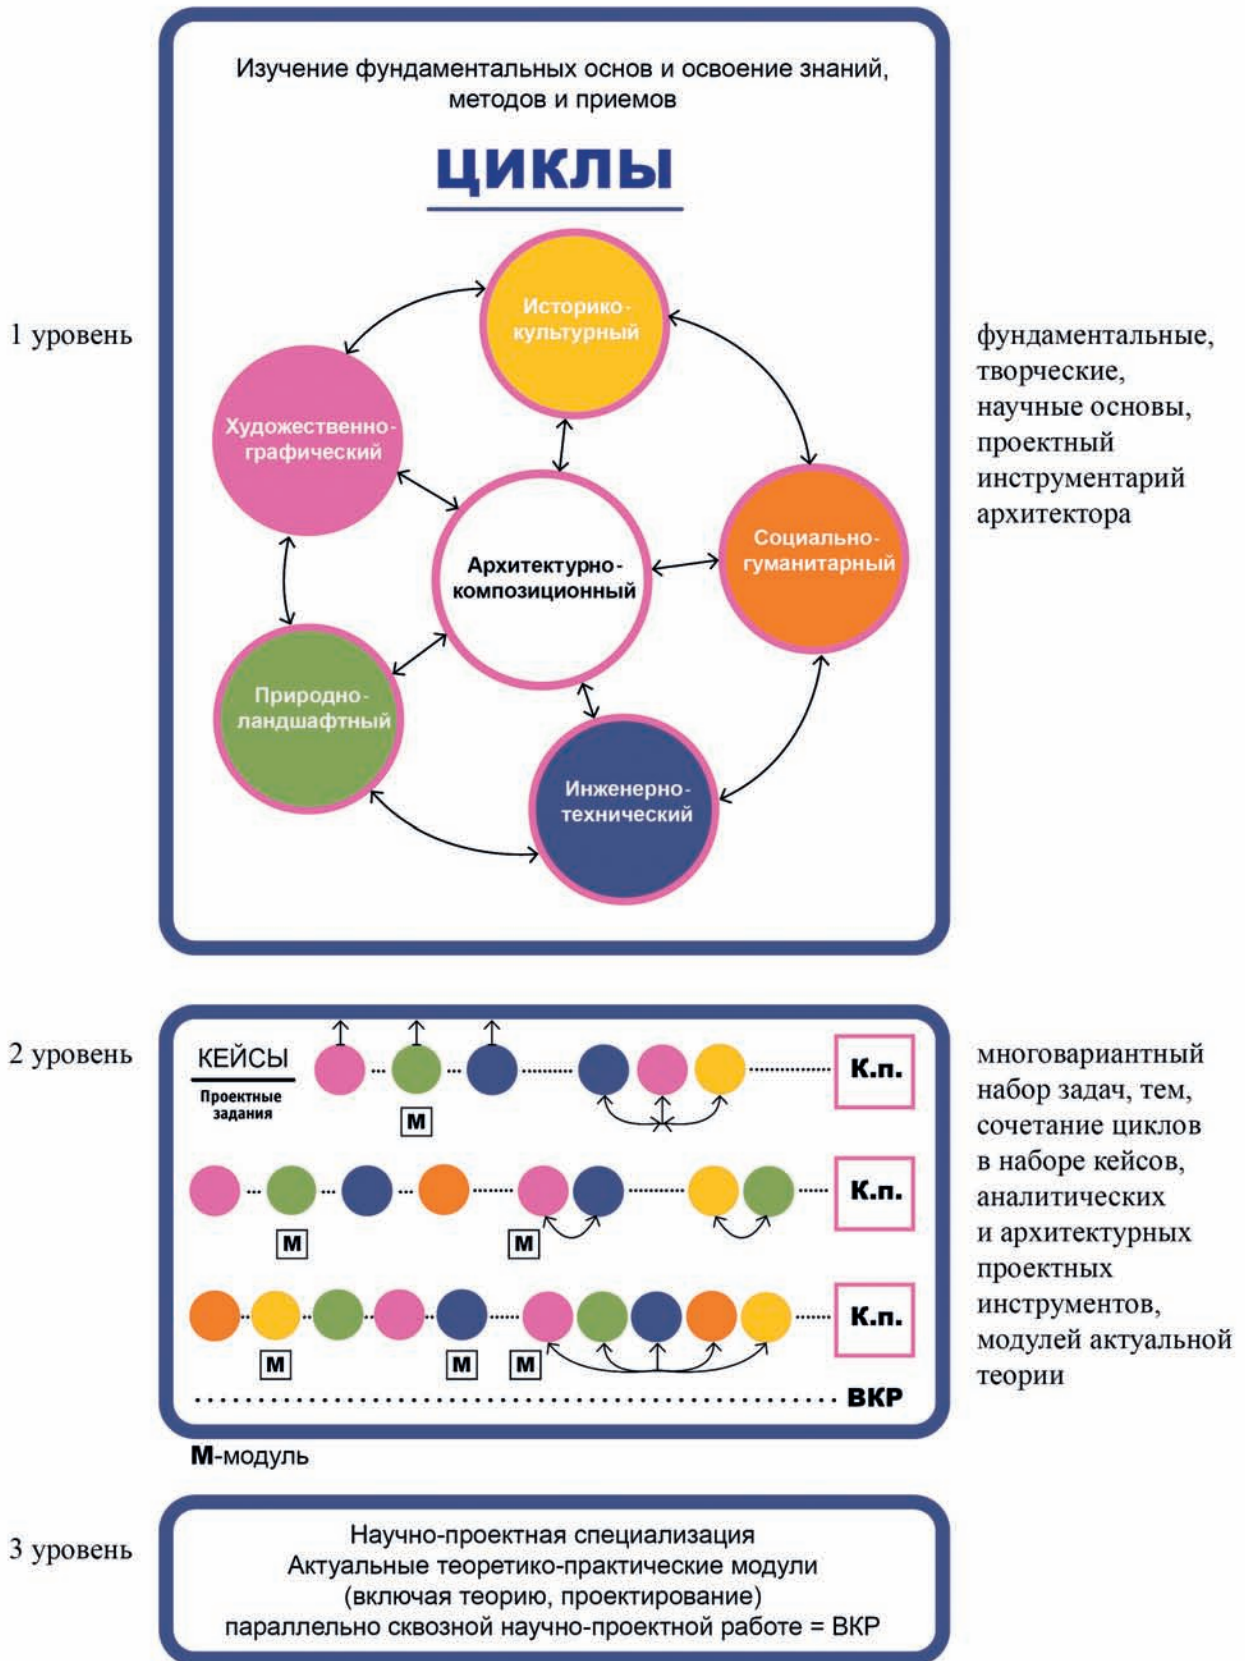 Изучение фундаментальных основ и освоение знаний,
методов и приемов
ЦИКЛЫ
1 уровень
Историко-
культурный
Художественно-
графический
Архитектурно-
композиционный
Социально-
гуманитарный
Природно-
ландшафтный
Инженерно-
технический
фундаментальные,
творческие,
научные основы,
проектный
инструментарий
архитектора
2 уровень
КЕЙСЫ
Проектные
задания
М
К.п.
М
М
К.п.
М
М
М
К.п.
ВКР
М-модуль
многовариантный
набор задач, тем,
сочетание циклов
в наборе кейсов,
аналитических
и архитектурных
проектных
инструментов,
модулей актуальной
теории
3 уровень
Научно-проектная специализация
Актуальные теоретико-практические модули
(включая теорию, проектирование)
параллельно сквозной научно-проектной работе = ВКР